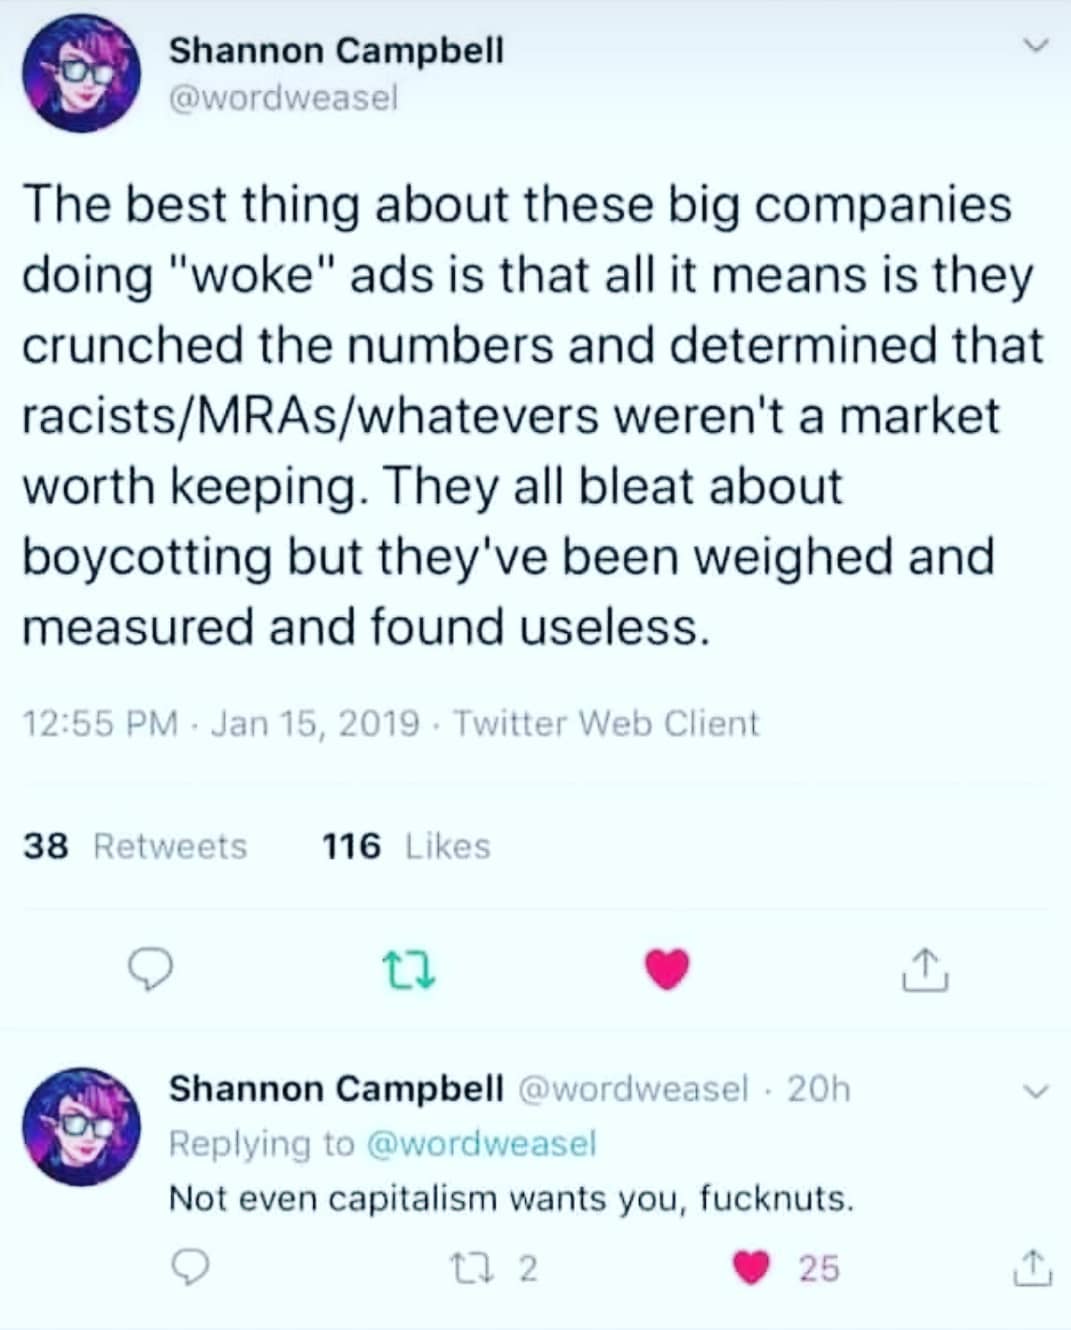 Shannon Campbell
@wordweasel
The best thing about these big companies
doing "woke" ads is that all it means is they
crunched the numbers and determined that
racists/MRAs/whatevers weren't a market
worth keeping. They all bleat about
boycotting but they've been weighed and
measured and found useless.
12:55 PM · Jan 15, 2019 · Twitter Web Client
38 Retweets 116 Likes
Shannon Campbell @wordweasel · 20h
Replying to @wordweasel
Not even capitalism wants you, fucknuts.
2 25